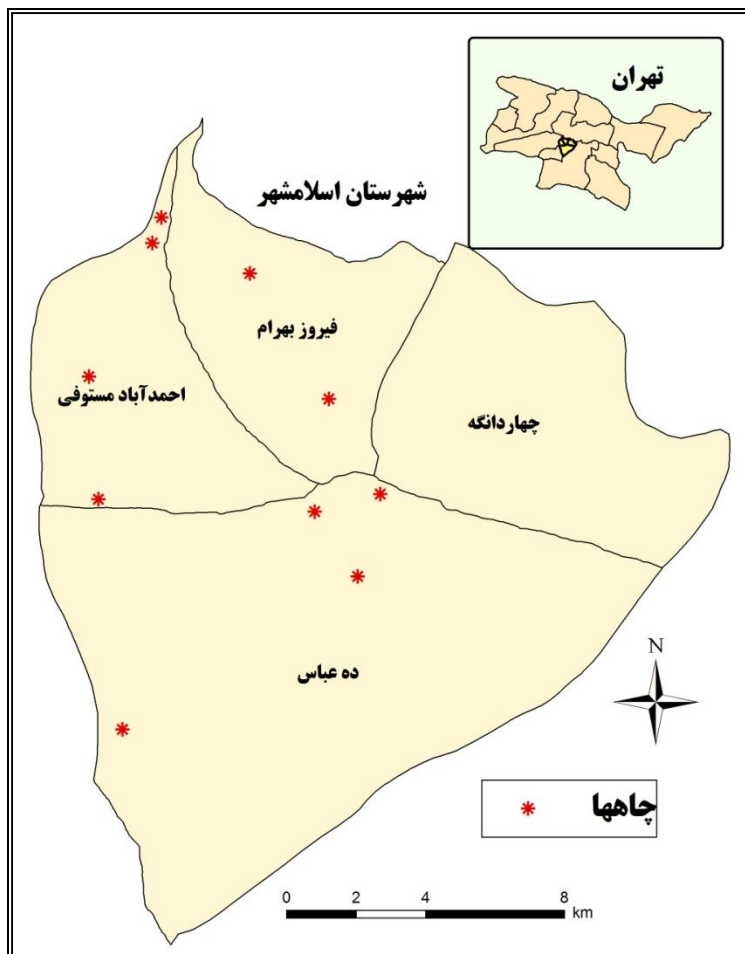 تهران
شهرستان اسلامشهر
فیروز بهرام
احمدآباد مستوفی
چهاردانگه
ده عباس
N
چاهها
0 2 4 8
km